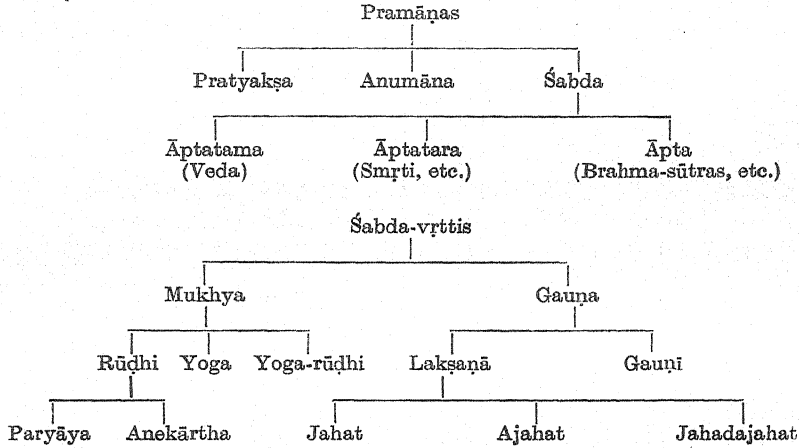 Pramāṇas
Pratyakṣa Anumāna Śabda
Āptatama Āptatara Āpta
(Veda) (Smṛti, etc.) (Brahma-sūtras, etc.)
Śabda-vṛttis
Mukhya Gauṇa
Rūḍhi Yoga Yoga-rūḍhi Lakṣaṇā Gauṇī
Paryāya Anekārtha Jahat Ajahat Jahadajahat